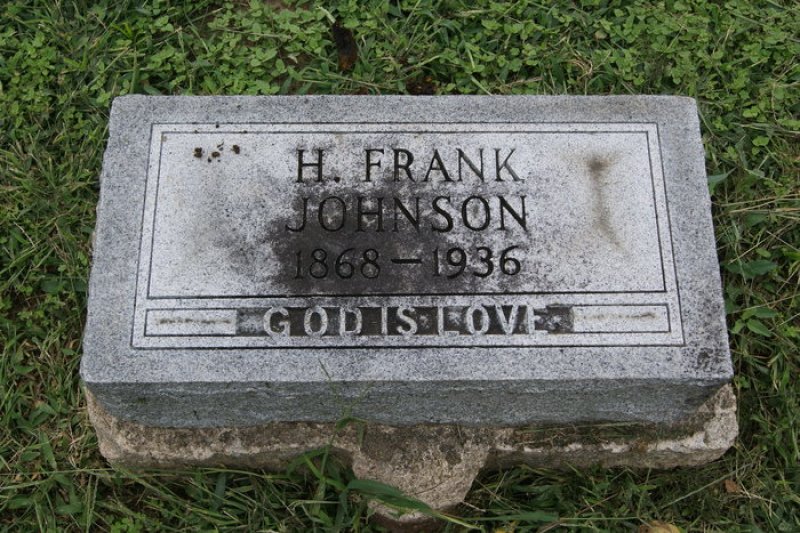 H. FRANK
JOHNSON
1868 — 1936
GOD IS LOVE